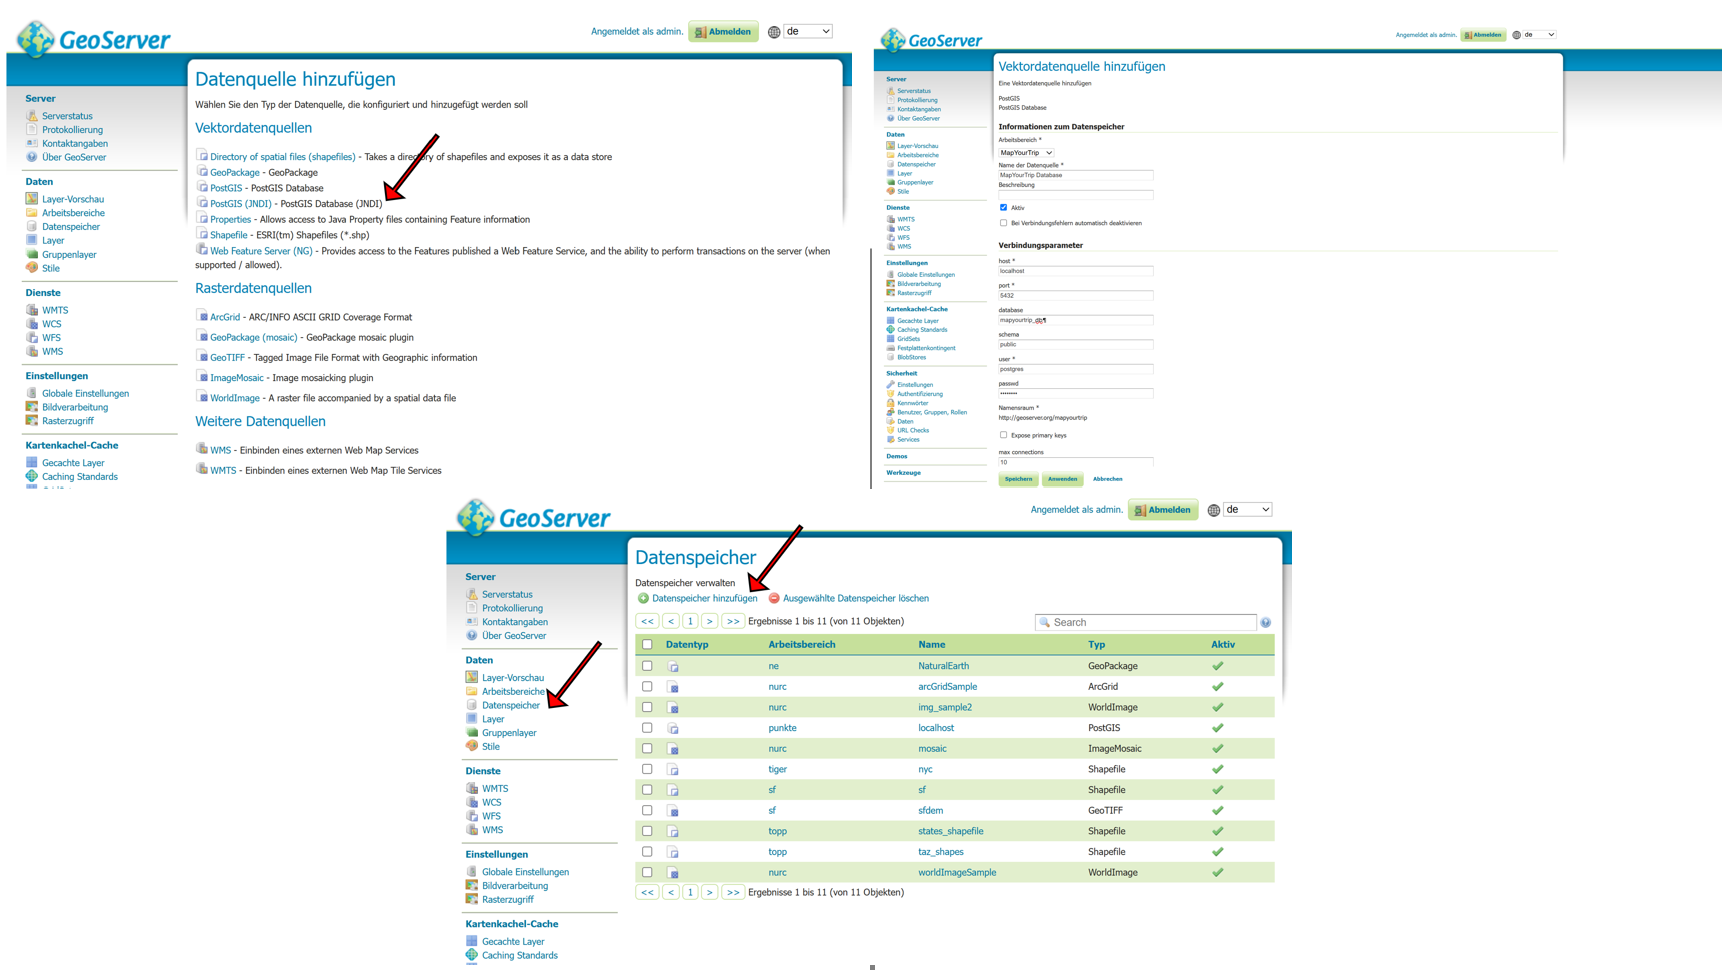 GeoServer
Angemeldet als admin. Abmelden de
Server
Serverstatus
Protokollierung
Kontaktangaben
Über GeoServer
Daten
Layer-Vorschau
Arbeitsbereiche
Datenspeicher
Layer
Gruppenlayer
Stile
Dienste
WMTS
WCS
WFS
WMS
Einstellungen
Globale Einstellungen
Bildverarbeitung
Rasterzugriff
Kartenkachel-Cache
Gecachte Layer
Caching Standards
Datenquelle hinzufügen
Wählen Sie den Typ der Datenquelle, die konfiguriert und hinzugefügt werden soll
Vektordatenquellen
Directory of spatial files (shapefiles) - Takes a directory of shapefiles and exposes it as a data store
GeoPackage - GeoPackage
PostGIS - PostGIS Database
PostGIS (JNDI) - PostGIS Database (JNDI)
Properties - Allows access to Java Property files containing Feature information
Shapefile - ESRI(tm) Shapefiles (*.shp)
Web Feature Server (NG) - Provides access to the Features published a Web Feature Service, and the ability to perform transactions on the server (when
supported / allowed).
Rasterdatenquellen
ArcGrid - ARC/INFO ASCII GRID Coverage Format
GeoPackage (mosaic) - GeoPackage mosaic plugin
GeoTIFF - Tagged Image File Format with Geographic information
ImageMosaic - Image mosaicking plugin
WorldImage - A raster file accompanied by a spatial data file
Weitere Datenquellen
WMS - Einbinden eines externen Web Map Services
WMTS - Einbinden eines externen Web Map Tile Services
GeoServer
Angemeldet als admin. Abmelden de
Server
Serverstatus
Protokollierung
Kontaktangaben
Über GeoServer
Daten
Layer-Vorschau
Arbeitsbereiche
Datenspeicher
Layer
Gruppenlayer
Stile
Dienste
WMTS
WCS
WFS
WMS
Einstellungen
Globale Einstellungen
Bildverarbeitung
Rasterzugriff
Kartenkachel-Cache
Gecachte Layer
Caching Standards
GridSets
Festplattenkontingent
BlobStores
Sicherheit
Einstellungen
Authentifizierung
Kennwörter
Benutzer, Gruppen, Rollen
Daten
URL Checks
Services
Demos
Werkzeuge
Vektordatenquelle hinzufügen
Eine Vektordatenquelle hinzufügen
PostGIS
PostGIS Database
Informationen zum Datenspeicher
Arbeitsbereich *
MapYourTrip
Name der Datenquelle *
MapYourTrip Database
Beschreibung
Aktiv
Bei Verbindungsfehlern automatisch deaktivieren
Verbindungsparameter
host *
localhost
port *
5432
database
mapyourtrip_db¶
schema
public
user *
postgres
passwd
••••••••
Namensraum *
http://geoserver.org/mapyourtrip
Expose primary keys
max connections
10
Speichern Anwenden Abbrechen
GeoServer
Angemeldet als admin. Abmelden de
Server
Serverstatus
Protokollierung
Kontaktangaben
Über GeoServer
Daten
Layer-Vorschau
Arbeitsbereiche
Datenspeicher
Layer
Gruppenlayer
Stile
Dienste
WMTS
WCS
WFS
WMS
Einstellungen
Globale Einstellungen
Bildverarbeitung
Rasterzugriff
Kartenkachel-Cache
Gecachte Layer
Caching Standards
Datenspeicher
Datenspeicher verwalten
Datenspeicher hinzufügen Ausgewählte Datenspeicher löschen
<< < 1 > >> Ergebnisse 1 bis 11 (von 11 Objekten) Search
Datentyp Arbeitsbereich Name Typ Aktiv
ne NaturalEarth GeoPackage
nurc arcGridSample ArcGrid
nurc img_sample2 WorldImage
punkte localhost PostGIS
nurc mosaic ImageMosaic
tiger nyc Shapefile
sf sf Shapefile
sf sfdem GeoTIFF
topp states_shapefile Shapefile
topp taz_shapes Shapefile
nurc worldImageSample WorldImage
<< < 1 > >> Ergebnisse 1 bis 11 (von 11 Objekten)